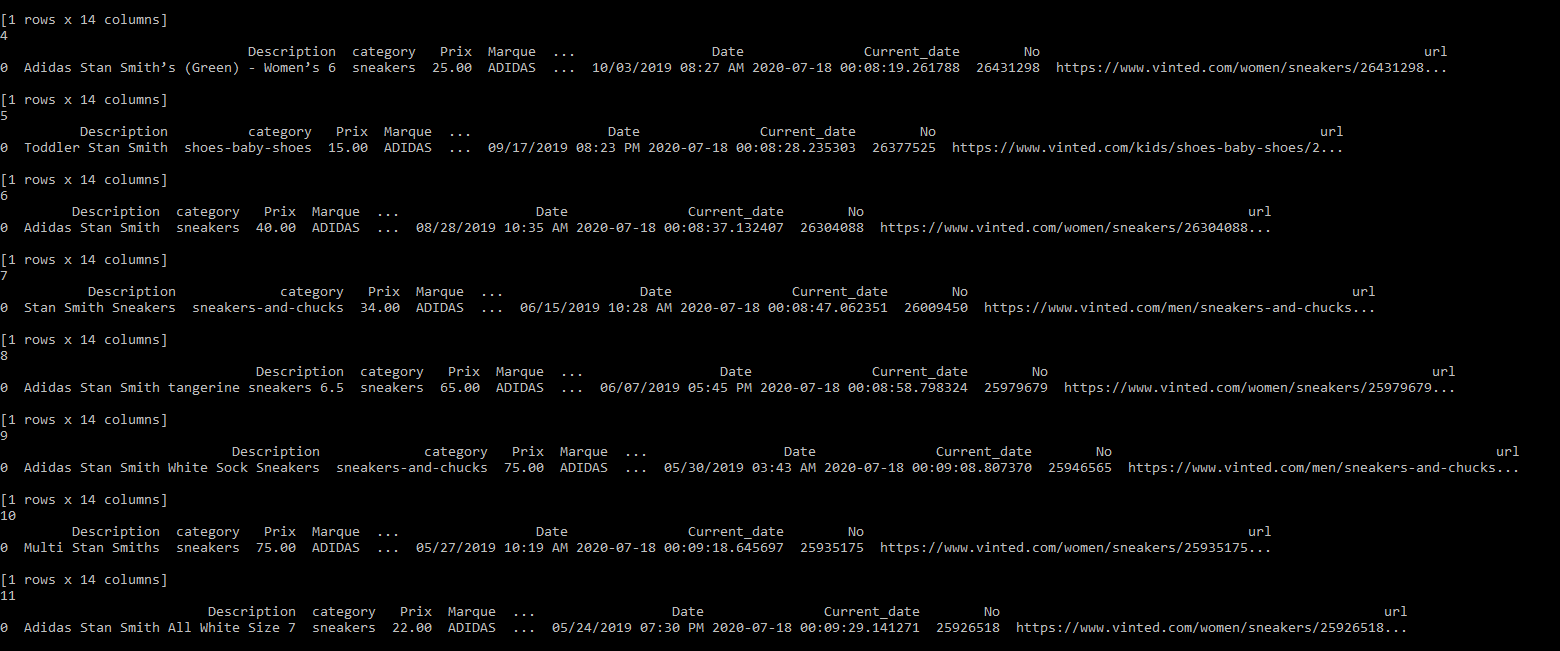 [1 rows x 14 columns]
4
Description category Prix Marque ... Date Current_date No url
0 Adidas Stan Smith’s (Green) - Women’s 6 sneakers 25.00 ADIDAS ... 10/03/2019 08:27 AM 2020-07-18 00:08:19.261788 26431298 https://www.vinted.com/women/sneakers/26431298...
[1 rows x 14 columns]
5
Description category Prix Marque ... Date Current_date No url
0 Toddler Stan Smith shoes-baby-shoes 15.00 ADIDAS ... 09/17/2019 08:23 PM 2020-07-18 00:08:28.235303 26377525 https://www.vinted.com/kids/shoes-baby-shoes/2...
[1 rows x 14 columns]
6
Description category Prix Marque ... Date Current_date No url
0 Adidas Stan Smith sneakers 40.00 ADIDAS ... 08/28/2019 10:35 AM 2020-07-18 00:08:37.132407 26304088 https://www.vinted.com/women/sneakers/26304088...
[1 rows x 14 columns]
7
Description category Prix Marque ... Date Current_date No url
0 Stan Smith Sneakers sneakers-and-chucks 34.00 ADIDAS ... 06/15/2019 10:28 AM 2020-07-18 00:08:47.062351 26009450 https://www.vinted.com/men/sneakers-and-chucks...
[1 rows x 14 columns]
8
Description category Prix Marque ... Date Current_date No url
0 Adidas Stan Smith tangerine sneakers 6.5 sneakers 65.00 ADIDAS ... 06/07/2019 05:45 PM 2020-07-18 00:08:58.798324 25979679 https://www.vinted.com/women/sneakers/25979679...
[1 rows x 14 columns]
9
Description category Prix Marque ... Date Current_date No url
0 Adidas Stan Smith White Sock Sneakers sneakers-and-chucks 75.00 ADIDAS ... 05/30/2019 03:43 AM 2020-07-18 00:09:08.807370 25946565 https://www.vinted.com/men/sneakers-and-chucks...
[1 rows x 14 columns]
10
Description category Prix Marque ... Date Current_date No url
0 Multi Stan Smiths sneakers 75.00 ADIDAS ... 05/27/2019 10:19 AM 2020-07-18 00:09:18.645697 25935175 https://www.vinted.com/women/sneakers/25935175...
[1 rows x 14 columns]
11
Description category Prix Marque ... Date Current_date No url
0 Adidas Stan Smith All White Size 7 sneakers 22.00 ADIDAS ... 05/24/2019 07:30 PM 2020-07-18 00:09:29.141271 25926518 https://www.vinted.com/women/sneakers/25926518...